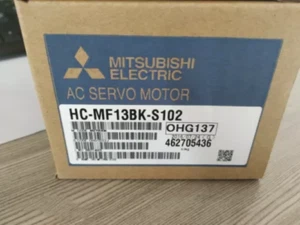 MITSUBISHI
ELECTRIC
AC SERVO MOTOR
HC-MF13BK-S102
OHG137
462705436